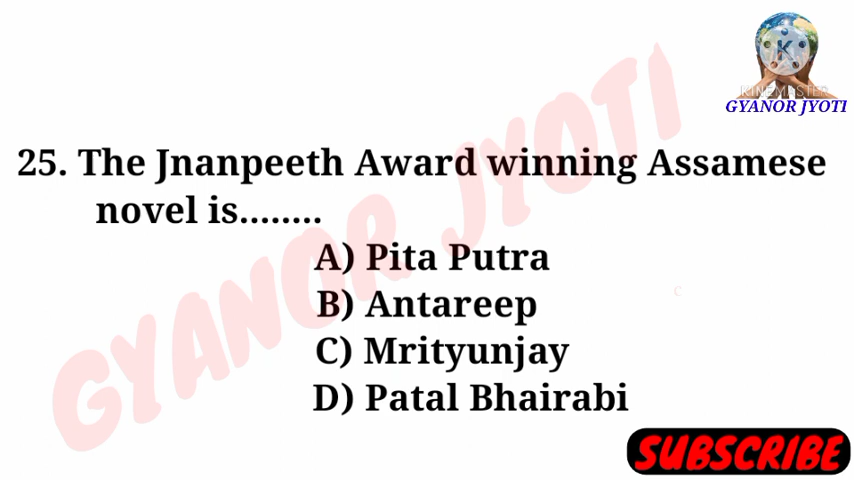 KINEMASTER
GYANOR JYOTI
25. The Jnanpeeth Award winning Assamese
novel is........
A) Pita Putra
B) Antareep
C) Mrityunjay
D) Patal Bhairabi
GYANOR JYOTI
c
K
SUBSCRIBE